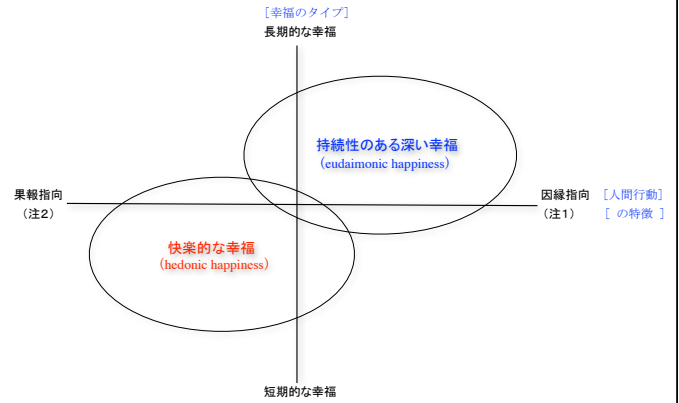 [幸福のタイプ]
長期的な幸福
持続性のある深い幸福
(eudaimonic happiness)
果報指向
(注2)
因縁指向
(注1)
[人間行動]
[ の特徴 ]
快楽的な幸福
(hedonic happiness)
短期的な幸福